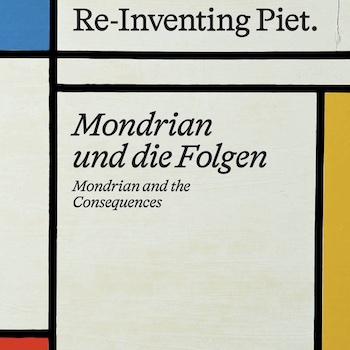 Re-Inventing Piet.
Mondrian
und die Folgen
Mondrian and the
Consequences